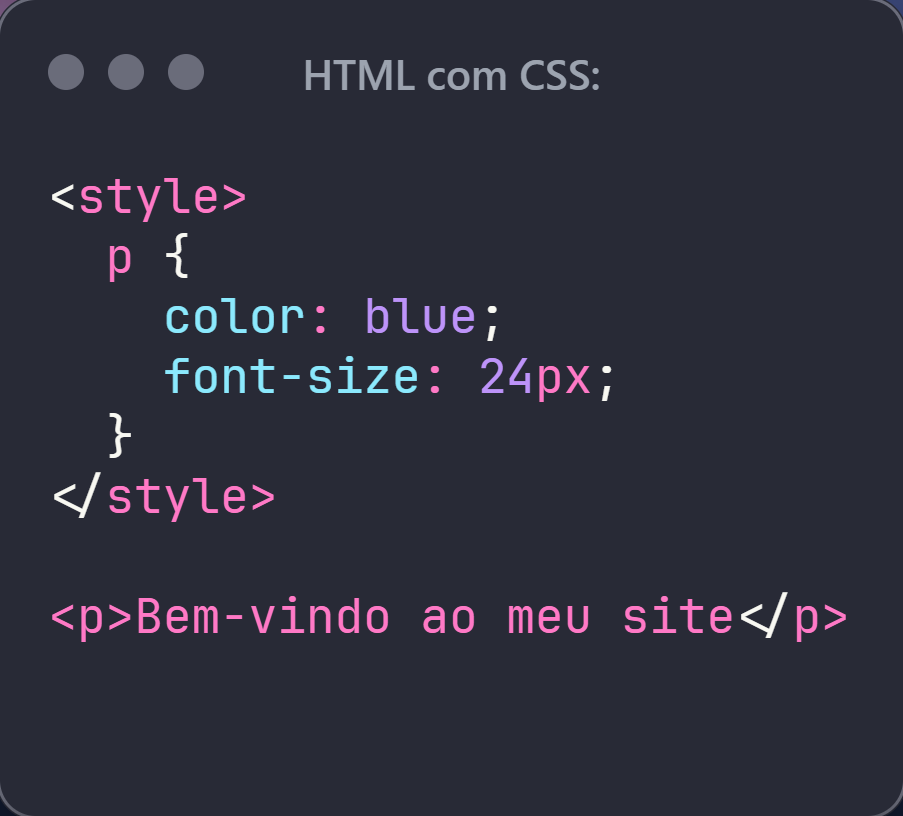 HTML com CSS:
<style>
  p {
    color: blue;
    font-size: 24px;
  }
</style>
<p>Bem-vindo ao meu site</p>